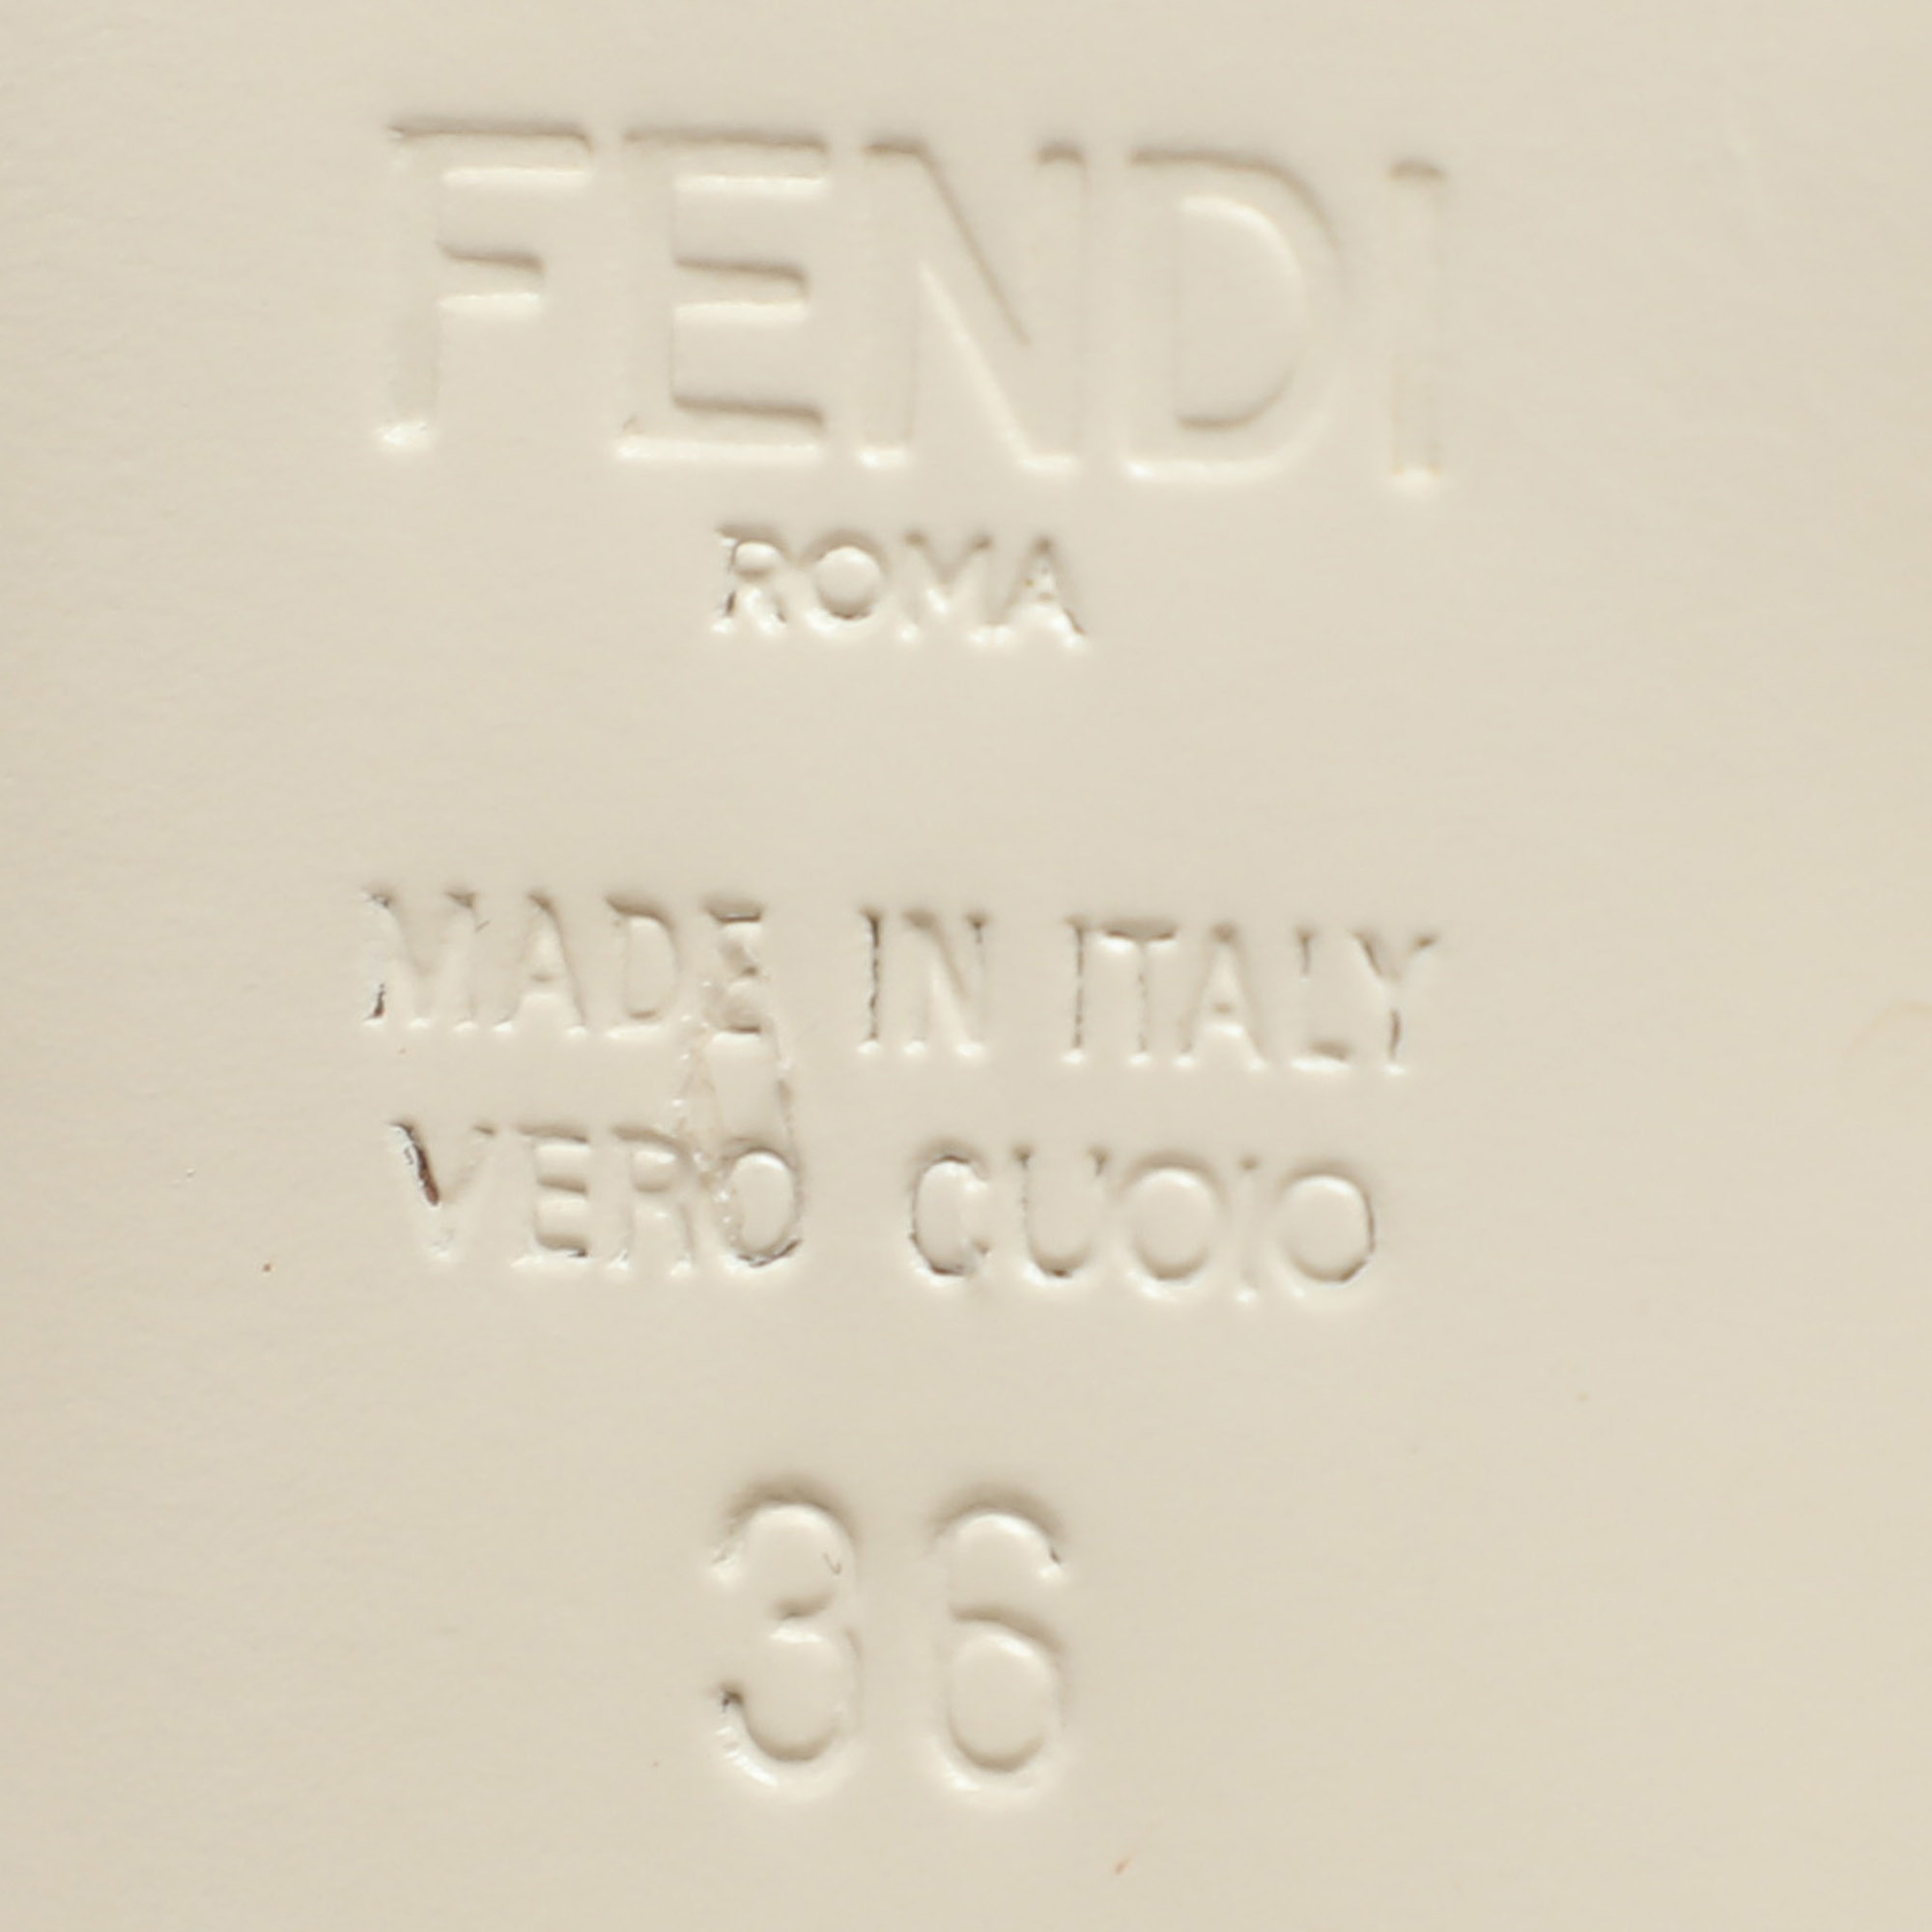 FENDI
ROMA
MADE IN ITALY
VERO CUOIO
36